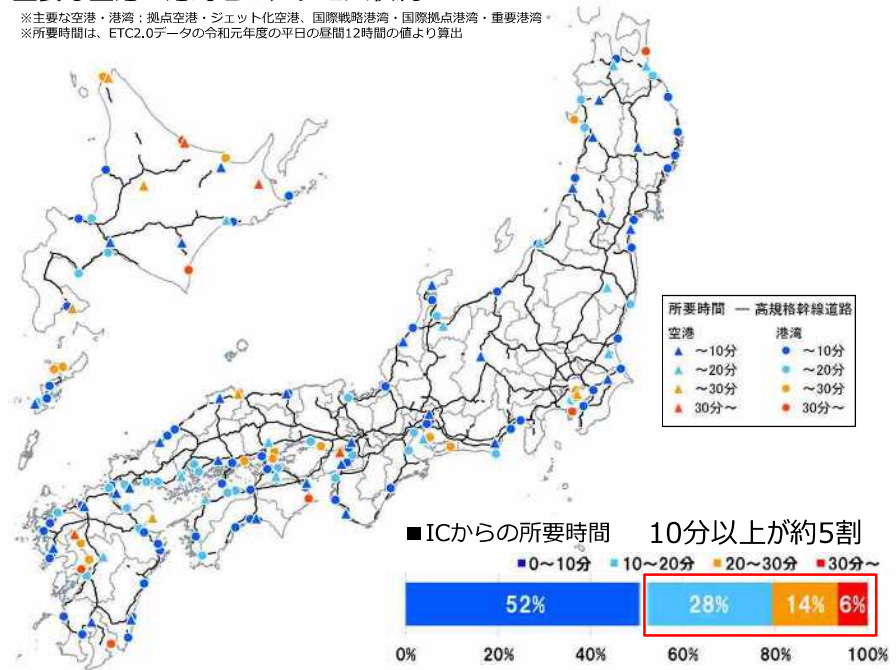 ※主要な空港・港湾：拠点空港・ジェット化空港、国際戦略港湾・国際拠点港湾・重要港湾
※所要時間は、ETC2.0データの令和元年度の平日の昼間12時間の値より算出
所要時間 ― 高規格幹線道路
空港 港湾
～10分 ～10分
～20分 ～20分
～30分 ～30分
30分～ 30分～
■ICからの所要時間 10分以上が約5割
■0～10分 ■10～20分 ■20～30分 ■30分～
52% 28% 14% 6%
0% 20% 40% 60% 80% 100%